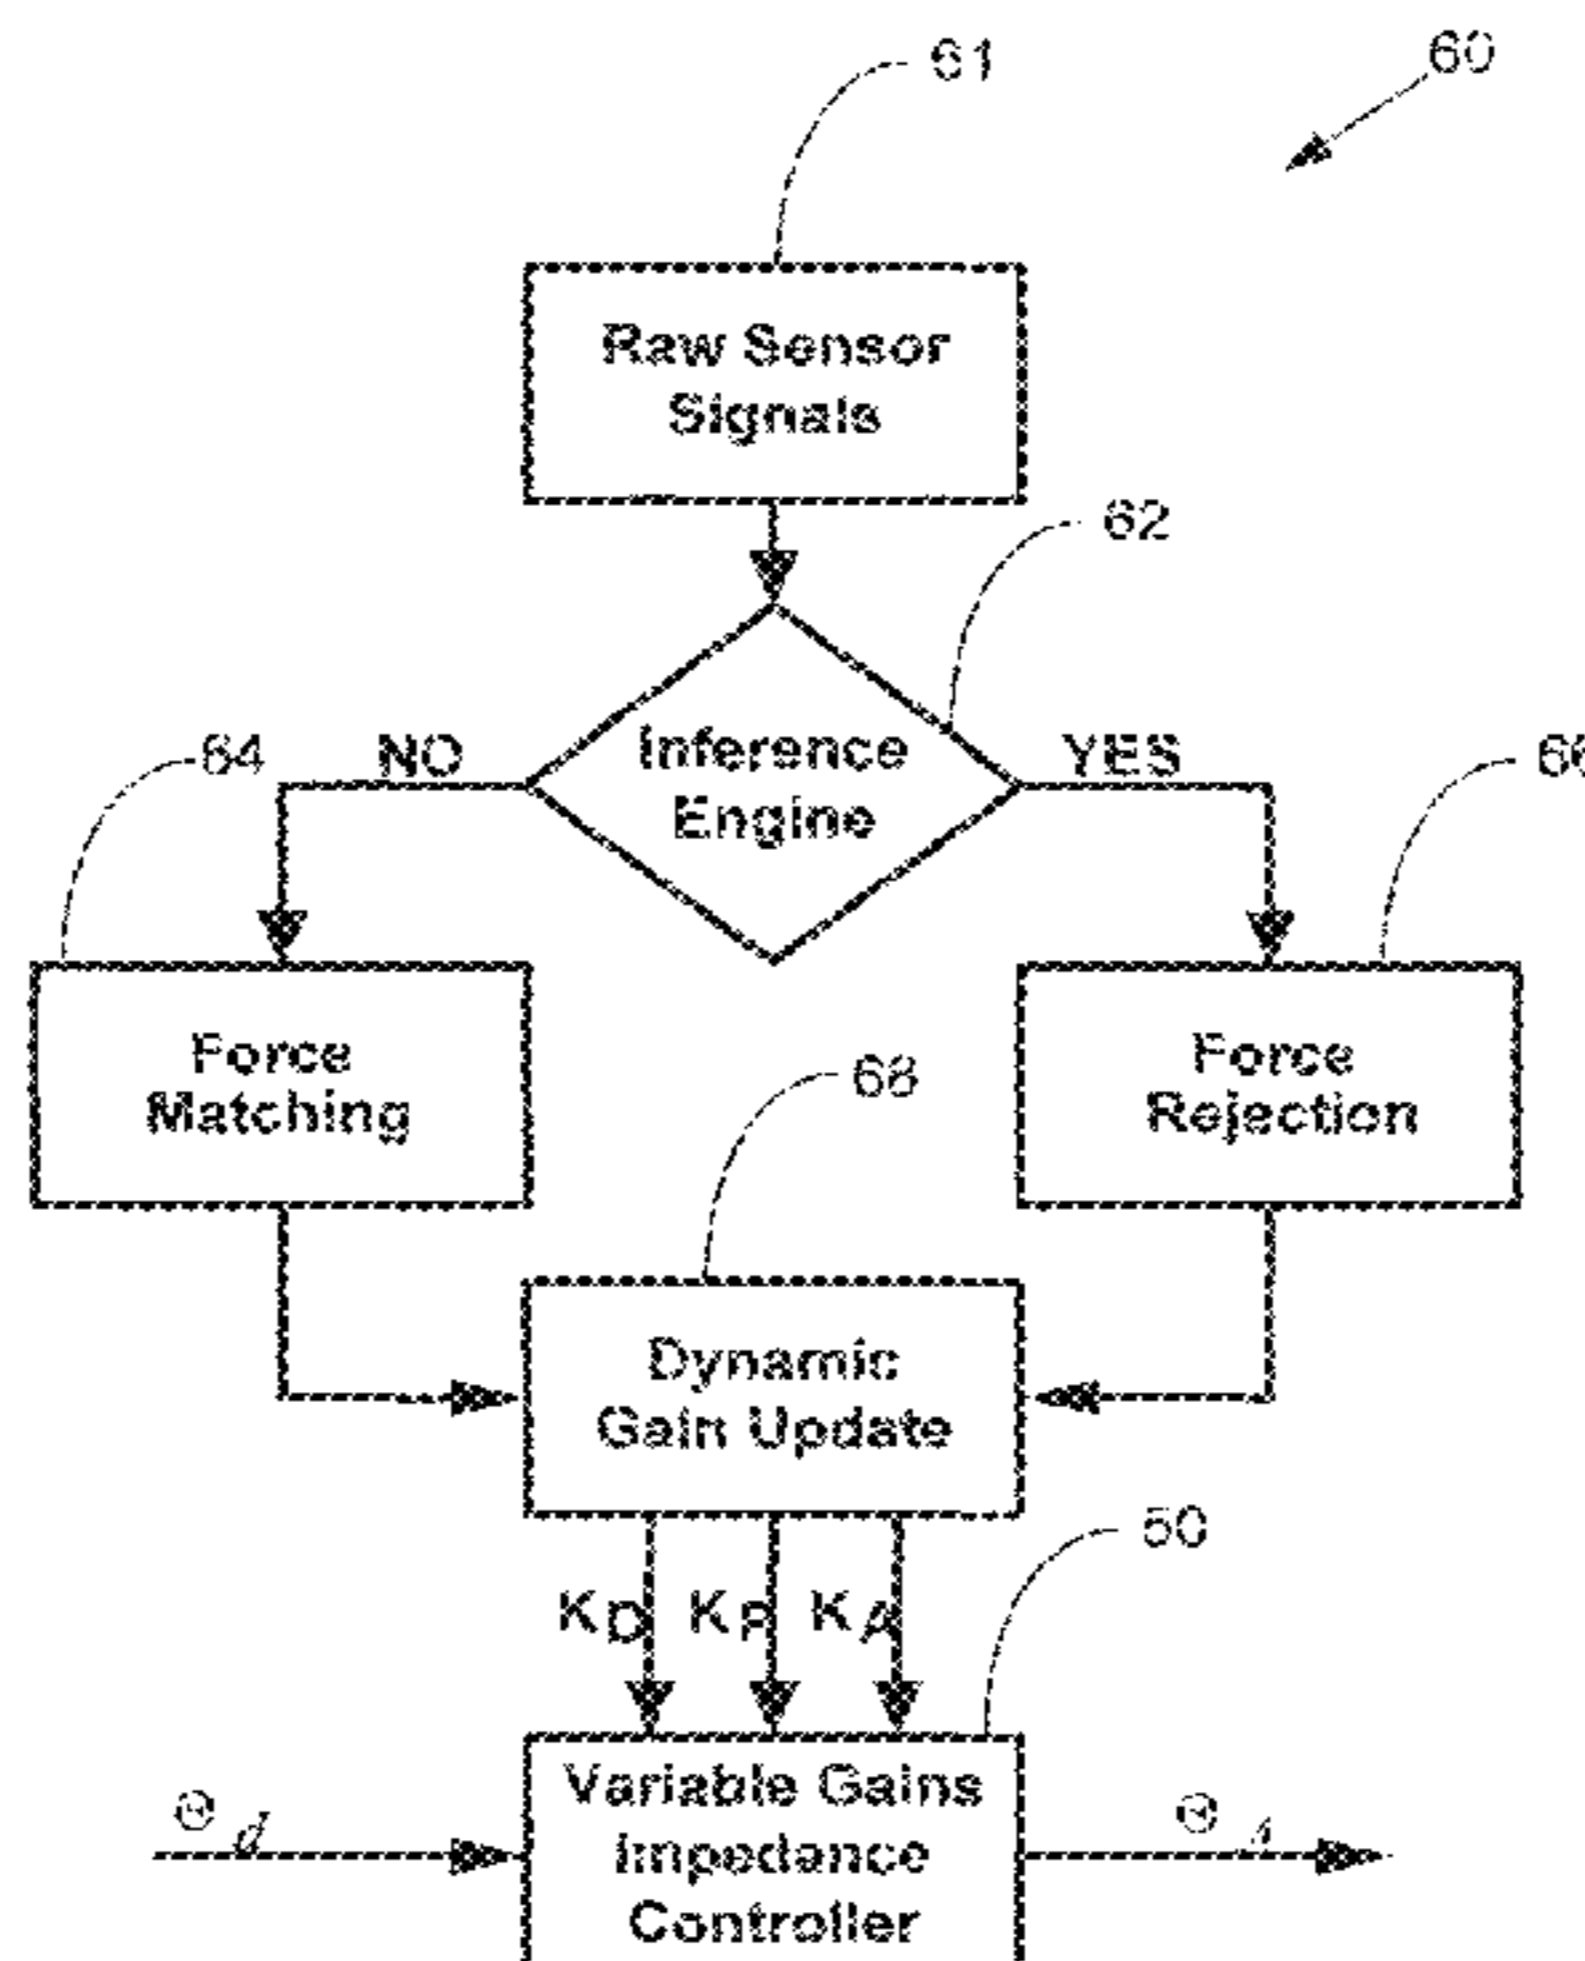 61
60
Raw Sensor
Signals
62
64
NO
Inference
Engine
YES
Force
Matching
68
Force
Rejection
Dynamic
Gain Update
50
KD KP KA
Θd
Variable Gains
Impedance
Controller
Θ